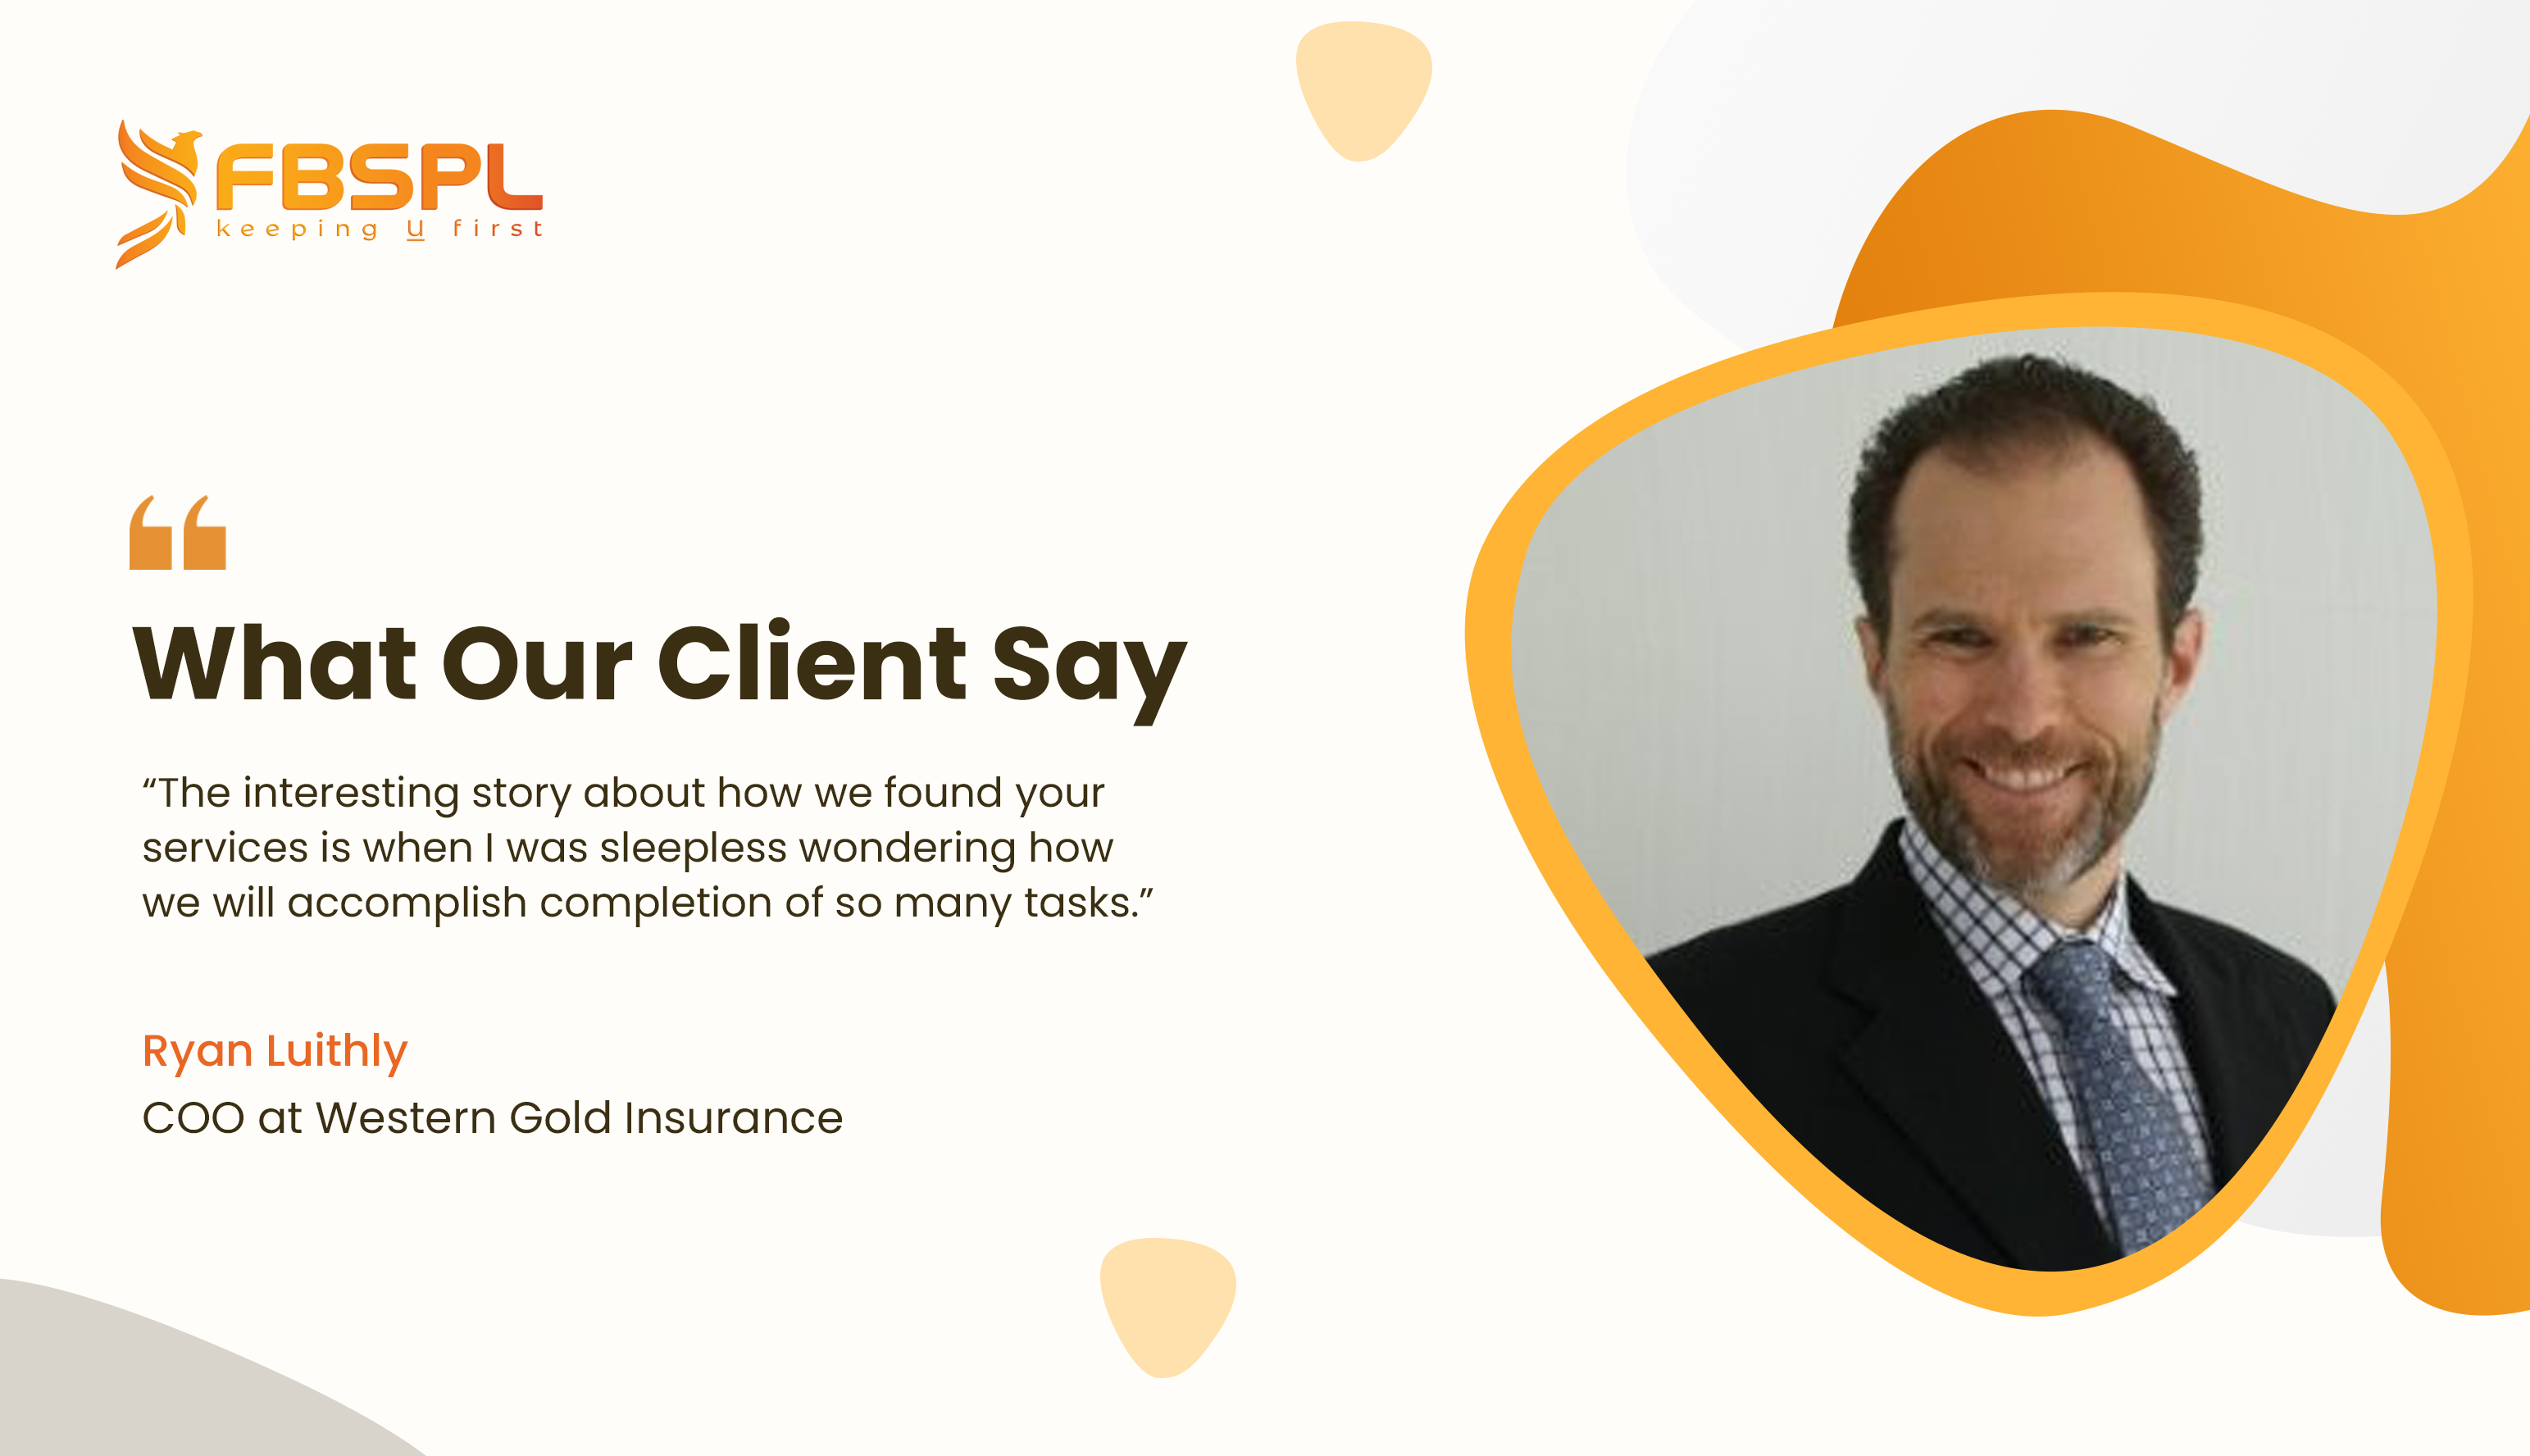 FBSPL
keeping U first
What Our Client Say
“The interesting story about how we found your
services is when I was sleepless wondering how
we will accomplish completion of so many tasks.”
Ryan Luithly
COO at Western Gold Insurance